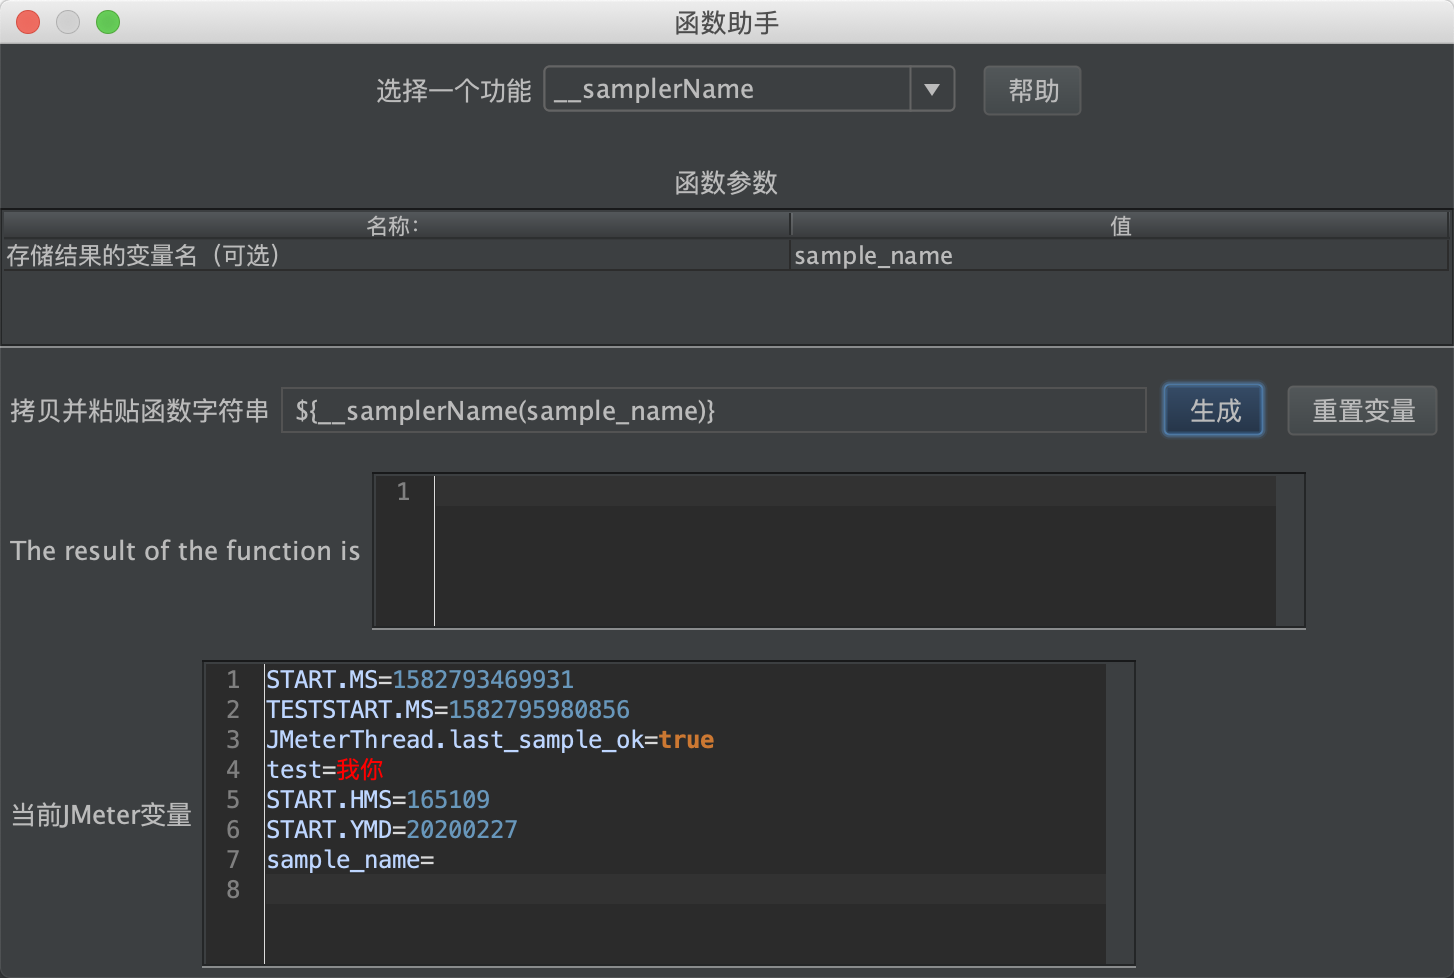 函数助手
选择一个功能 __samplerName 帮助
函数参数
名称: 值
存储结果的变量名（可选） sample_name
拷贝并粘贴函数字符串 ${__samplerName(sample_name)} 生成 重置变量
1
The result of the function is
1 START.MS=1582793469931
2 TESTSTART.MS=1582795980856
3 JMeterThread.last_sample_ok=true
4 test=我你
5 START.HMS=165109
当前JMeter变量
6 START.YMD=20200227
7 sample_name=
8